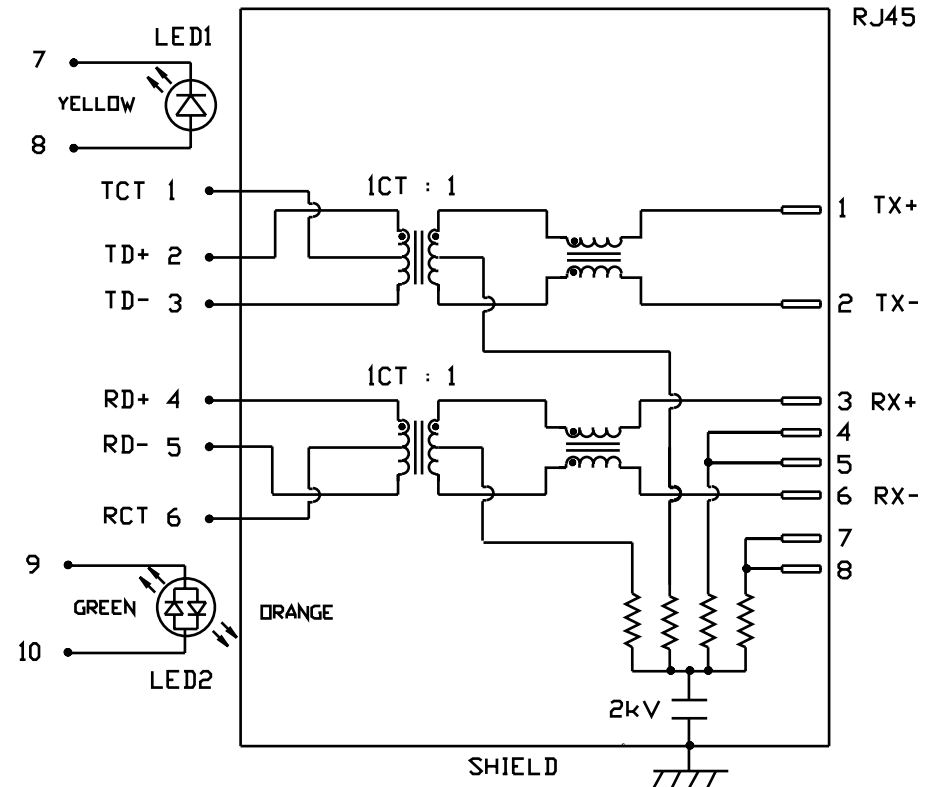 RJ45
LED1
7
YELLOW
8
TCT 1
1CT : 1
1 TX+
TD+ 2
TD- 3
2 TX-
1CT : 1
RD+ 4
3 RX+
4
RD- 5
5
6 RX-
RCT 6
7
9
8
GREEN
ORANGE
10
LED2
2kV
SHIELD